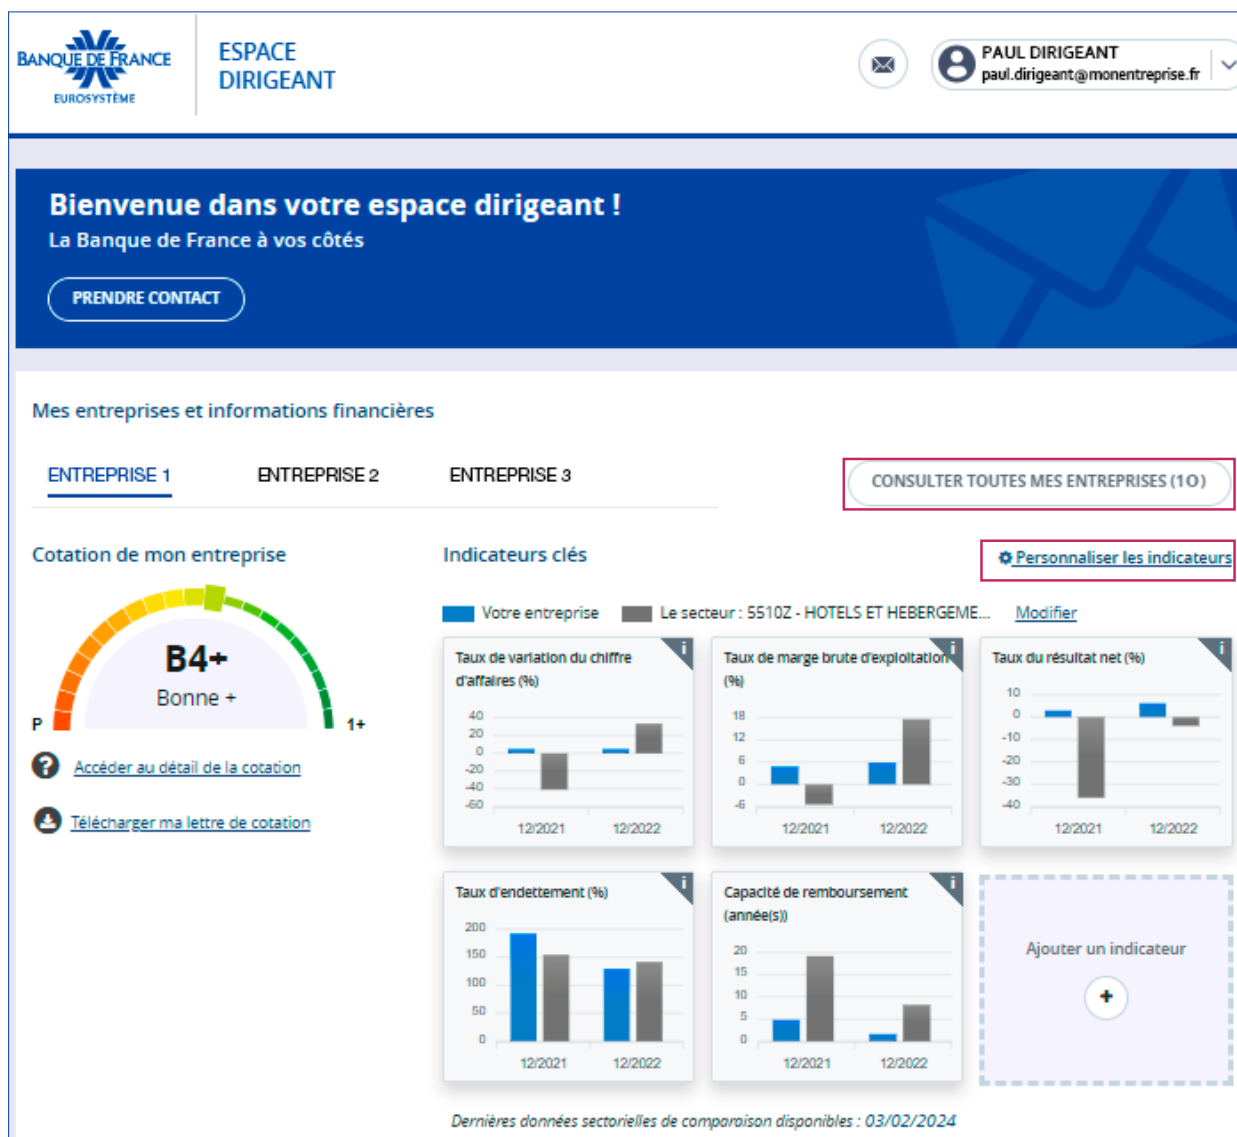 BANQUE DE FRANCE
EUROSYSTÈME
ESPACE
DIRIGEANT
PAUL DIRIGEANT
paul.dirigeant@monentreprise.fr
Bienvenue dans votre espace dirigeant !
La Banque de France à vos côtés
PRENDRE CONTACT
Mes entreprises et informations financières
ENTREPRISE 1 ENTREPRISE 2 ENTREPRISE 3
CONSULTER TOUTES MES ENTREPRISES (1O)
Cotation de mon entreprise
B4+
Bonne +
P 1+
? Accéder au détail de la cotation
Télécharger ma lettre de cotation
Indicateurs clés
Personnaliser les indicateurs
Votre entreprise Le secteur : 5510Z - HOTELS ET HEBERGEME... Modifier
Taux de variation du chiffre
d'affaires (%)
i
40
20
0
-20
-40
-60
12/2021 12/2022
Taux de marge brute d'exploitation
(%)
i
18
12
6
0
-6
12/2021 12/2022
Taux du résultat net (%)
i
10
0
-10
-20
-30
-40
12/2021 12/2022
Taux d'endettement (%)
i
200
150
100
50
0
12/2021 12/2022
Capacité de remboursement
(année(s))
i
20
15
10
5
0
12/2021 12/2022
Ajouter un indicateur
+
Dernières données sectorielles de comparaison disponibles : 03/02/2024